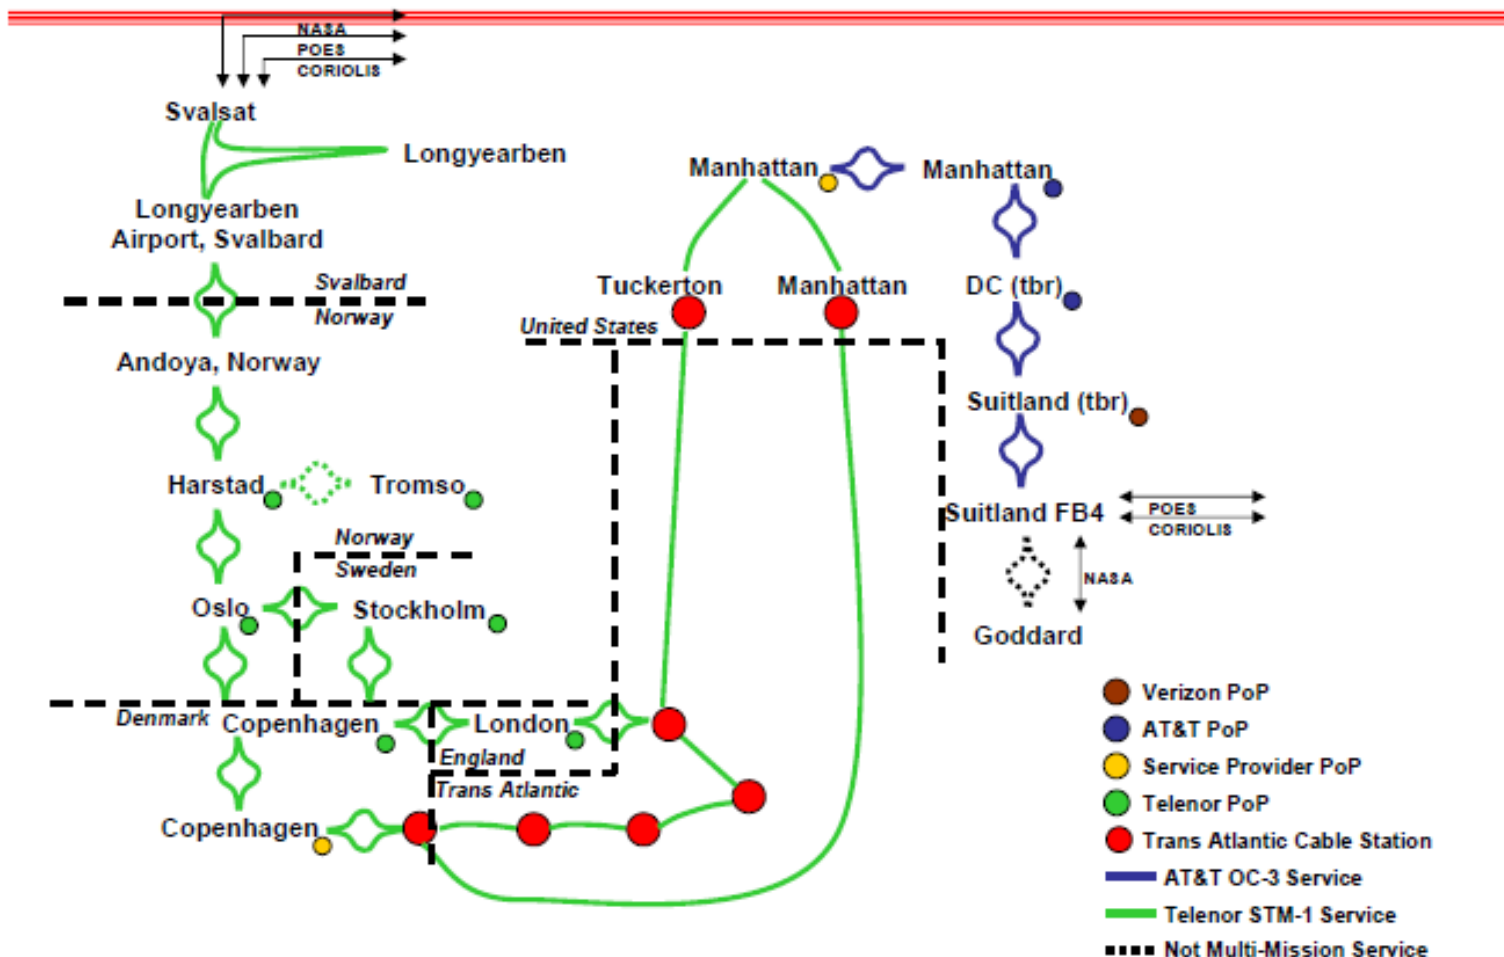 NASA
POES
CORIOLIS
Svalsat
Longyearben
Longyearben
Airport, Svalbard
Svalbard
Norway
Andoya, Norway
Harstad
Tromso
Norway
Sweden
Oslo
Stockholm
Denmark
Copenhagen
London
England
Trans Atlantic
Copenhagen
Manhattan
Manhattan
Tuckerton
Manhattan
United States
DC (tbr)
Suitland (tbr)
Suitland FB4
POES
CORIOLIS
NASA
Goddard
Verizon PoP
AT&T PoP
Service Provider PoP
Telenor PoP
Trans Atlantic Cable Station
AT&T OC-3 Service
Telenor STM-1 Service
Not Multi-Mission Service